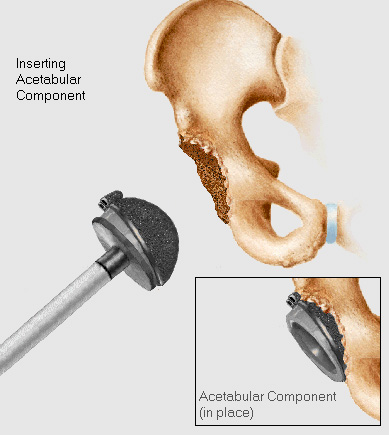 Inserting
Acetabular
Component
Acetabular Component
(in place)